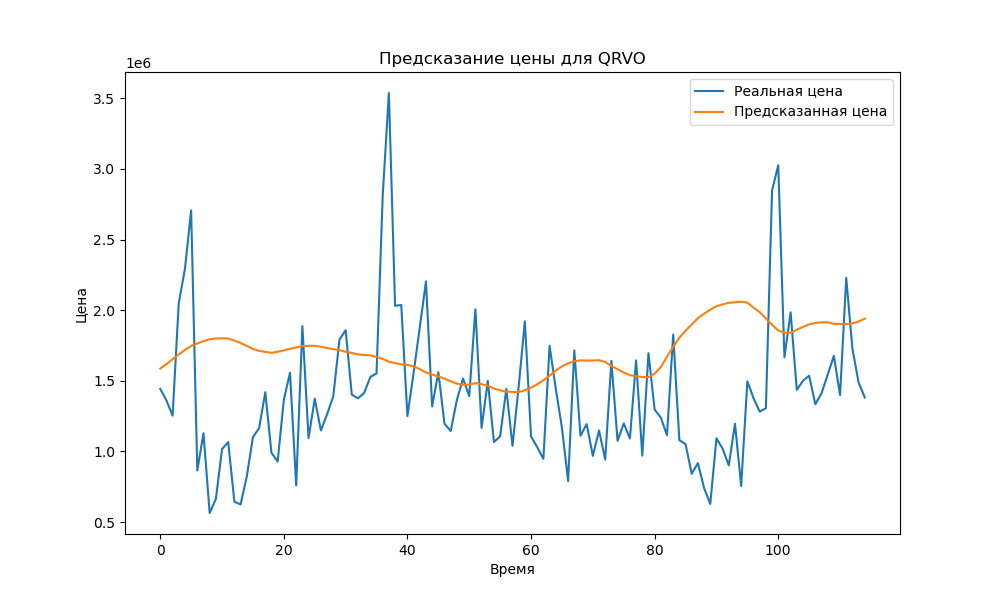 Предсказание цены для QRVO
1e6
Реальная цена
Предсказанная цена
3.5
3.0
2.5
2.0
1.5
1.0
0.5
Цена
0
20
40
60
80
100
Время